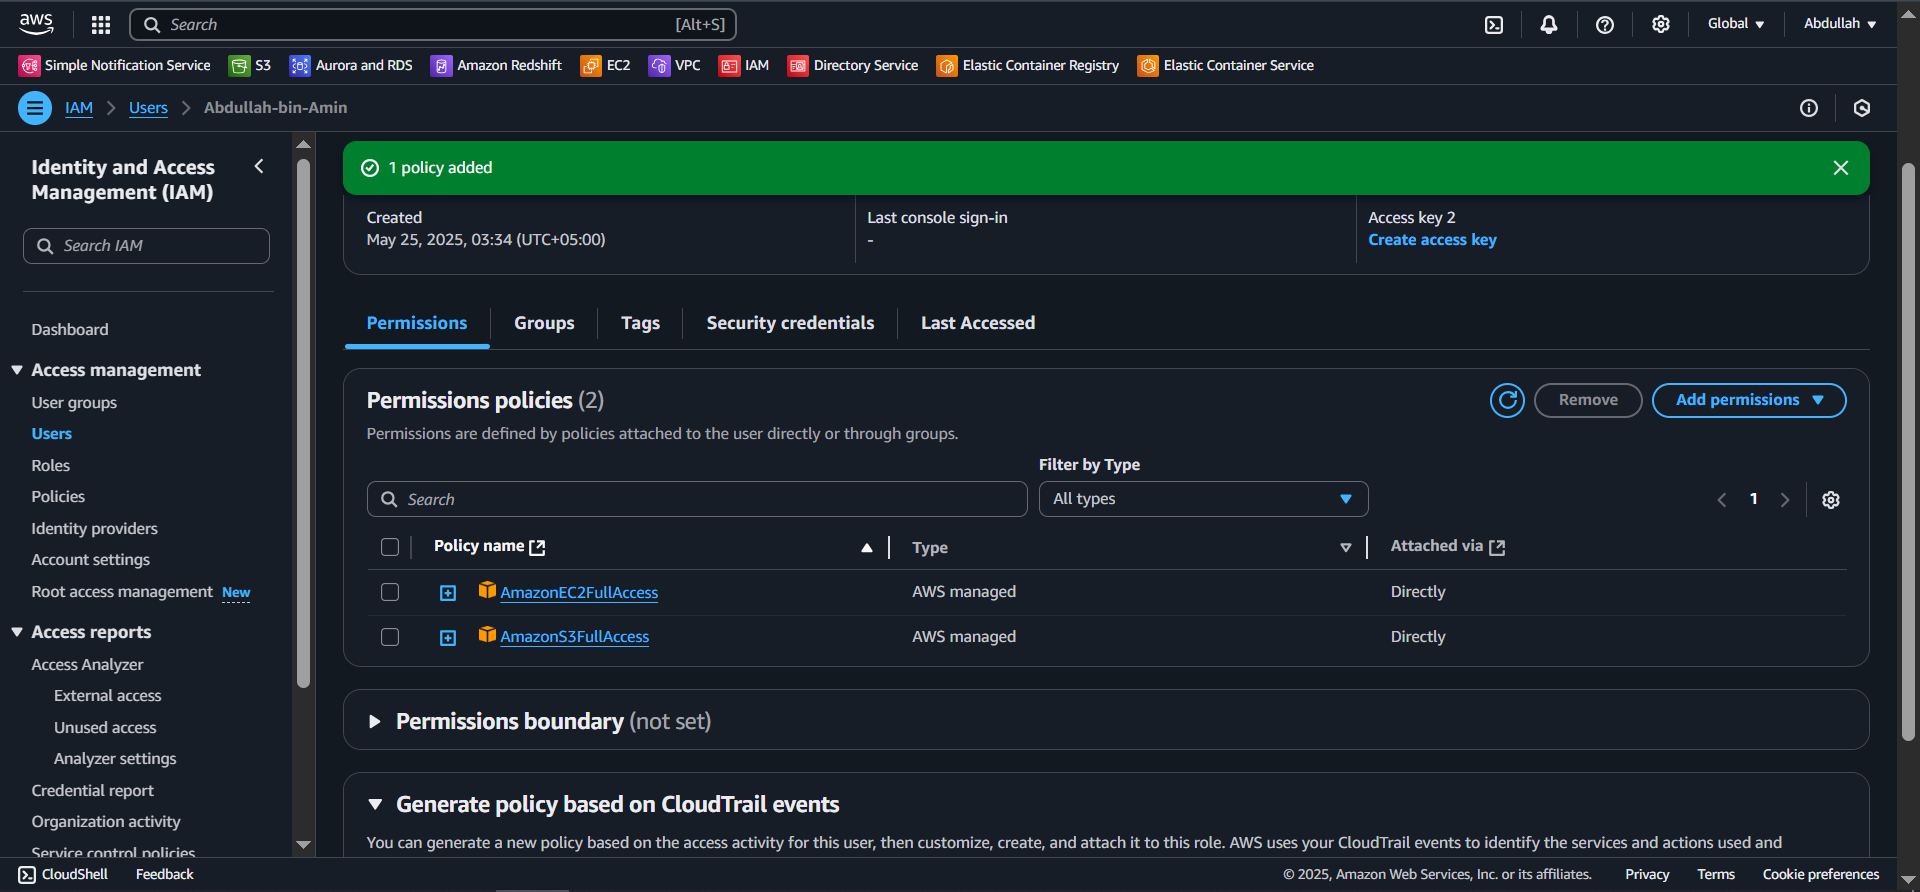 aws
Search [Alt+S] Global Abdullah
Simple Notification Service S3 Aurora and RDS Amazon Redshift EC2 VPC IAM Directory Service Elastic Container Registry Elastic Container Service
IAM Users Abdullah-bin-Amin
Identity and Access
Management (IAM)
Search IAM
Dashboard
Access management
User groups
Users
Roles
Policies
Identity providers
Account settings
Root access management New
Access reports
Access Analyzer
External access
Unused access
Analyzer settings
Credential report
Organization activity
Service control policies
1 policy added
Created
May 25, 2025, 03:34 (UTC+05:00)
Last console sign-in
-
Access key 2
Create access key
Permissions Groups Tags Security credentials Last Accessed
Permissions policies (2)
Remove Add permissions
Permissions are defined by policies attached to the user directly or through groups.
Filter by Type
Search All types 1
Policy name Type Attached via
AmazonEC2FullAccess AWS managed Directly
AmazonS3FullAccess AWS managed Directly
Permissions boundary (not set)
Generate policy based on CloudTrail events
You can generate a new policy based on the access activity for this user, then customize, create, and attach it to this role. AWS uses your CloudTrail events to identify the services and actions used and
CloudShell Feedback © 2025, Amazon Web Services, Inc. or its affiliates. Privacy Terms Cookie preferences